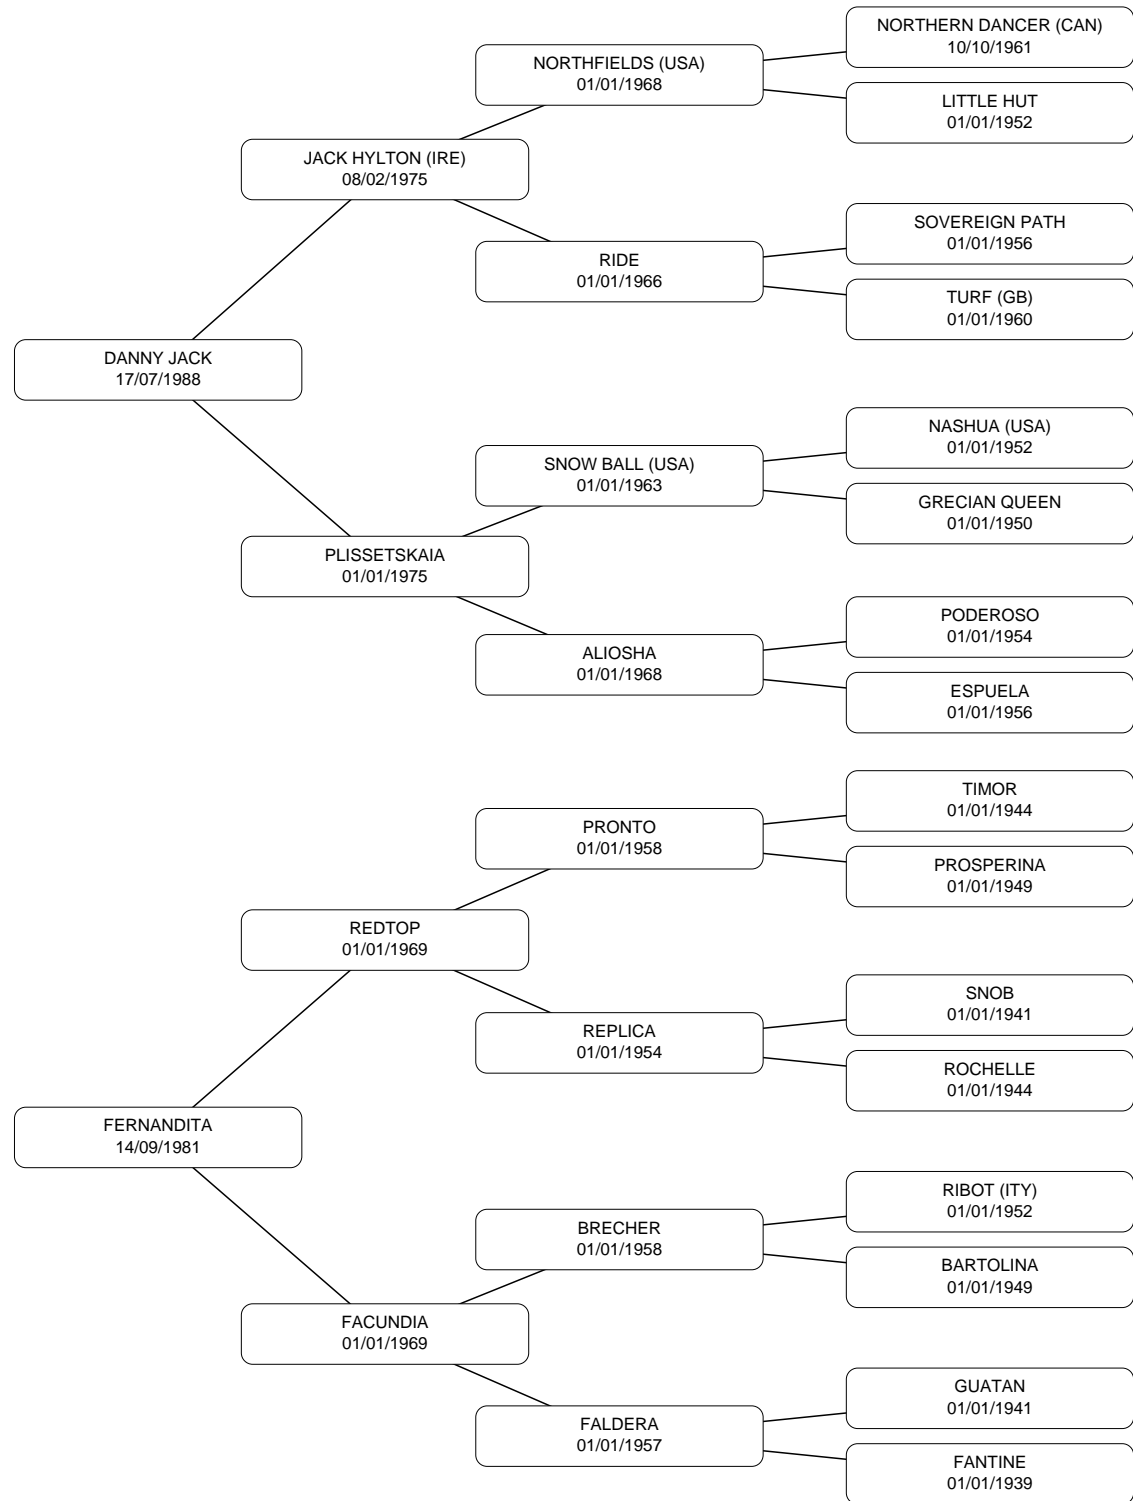 NORTHERN DANCER (CAN)
10/10/1961
NORTHFIELDS (USA)
01/01/1968
LITTLE HUT
01/01/1952
JACK HYLTON (IRE)
08/02/1975
SOVEREIGN PATH
01/01/1956
RIDE
01/01/1966
TURF (GB)
01/01/1960
DANNY JACK
17/07/1988
NASHUA (USA)
01/01/1952
SNOW BALL (USA)
01/01/1963
GRECIAN QUEEN
01/01/1950
PLISSETSKAIA
01/01/1975
PODEROSO
01/01/1954
ALIOSHA
01/01/1968
ESPUELA
01/01/1956
TIMOR
01/01/1944
PRONTO
01/01/1958
PROSPERINA
01/01/1949
REDTOP
01/01/1969
SNOB
01/01/1941
REPLICA
01/01/1954
ROCHELLE
01/01/1944
FERNANDITA
14/09/1981
RIBOT (ITY)
01/01/1952
BRECHER
01/01/1958
BARTOLINA
01/01/1949
FACUNDIA
01/01/1969
GUATAN
01/01/1941
FALDERA
01/01/1957
FANTINE
01/01/1939